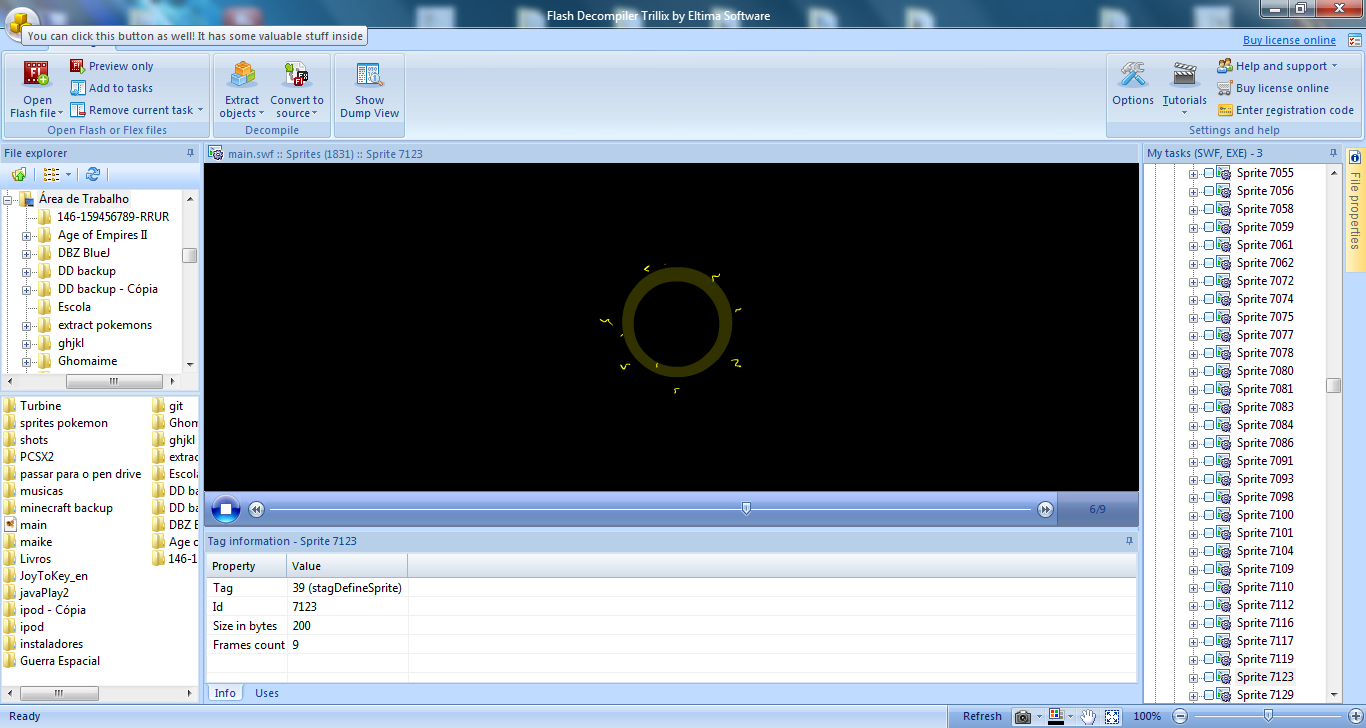 Flash Decompiler Trillix by Eltima Software
You can click this button as well! It has some valuable stuff inside
Buy license online
Open
Flash file
Preview only
Add to tasks
Remove current task
Open Flash or Flex files
Extract
objects
Convert to
source
Decompile
Show
Dump View
Options
Tutorials
Help and support
Buy license online
Enter registration code
Settings and help
File explorer
Área de Trabalho
146-159456789-RRUR
Age of Empires II
DBZ BlueJ
DD backup
DD backup - Cópia
Escola
extract pokemons
ghjkl
Ghomaime
Turbine
sprites pokemon
shots
PCSX2
passar para o pen drive
musicas
minecraft backup
main
maike
Livros
JoyToKey_en
javaPlay2
ipod - Cópia
ipod
instaladores
Guerra Espacial
git
Ghom
ghjkl
extrac
Escola
DD ba
DD ba
DBZ B
Age o
146-1
main.swf :: Sprites (1831) :: Sprite 7123
6/9
Tag information - Sprite 7123
Property Value
Tag 39 (stagDefineSprite)
Id 7123
Size in bytes 200
Frames count 9
Info Uses
My tasks (SWF, EXE) - 3
Sprite 7055
Sprite 7056
Sprite 7058
Sprite 7059
Sprite 7061
Sprite 7062
Sprite 7072
Sprite 7074
Sprite 7075
Sprite 7077
Sprite 7078
Sprite 7080
Sprite 7081
Sprite 7083
Sprite 7084
Sprite 7086
Sprite 7091
Sprite 7093
Sprite 7098
Sprite 7100
Sprite 7101
Sprite 7104
Sprite 7109
Sprite 7110
Sprite 7112
Sprite 7116
Sprite 7117
Sprite 7119
Sprite 7123
Sprite 7129
File properties
Ready
Refresh
100%